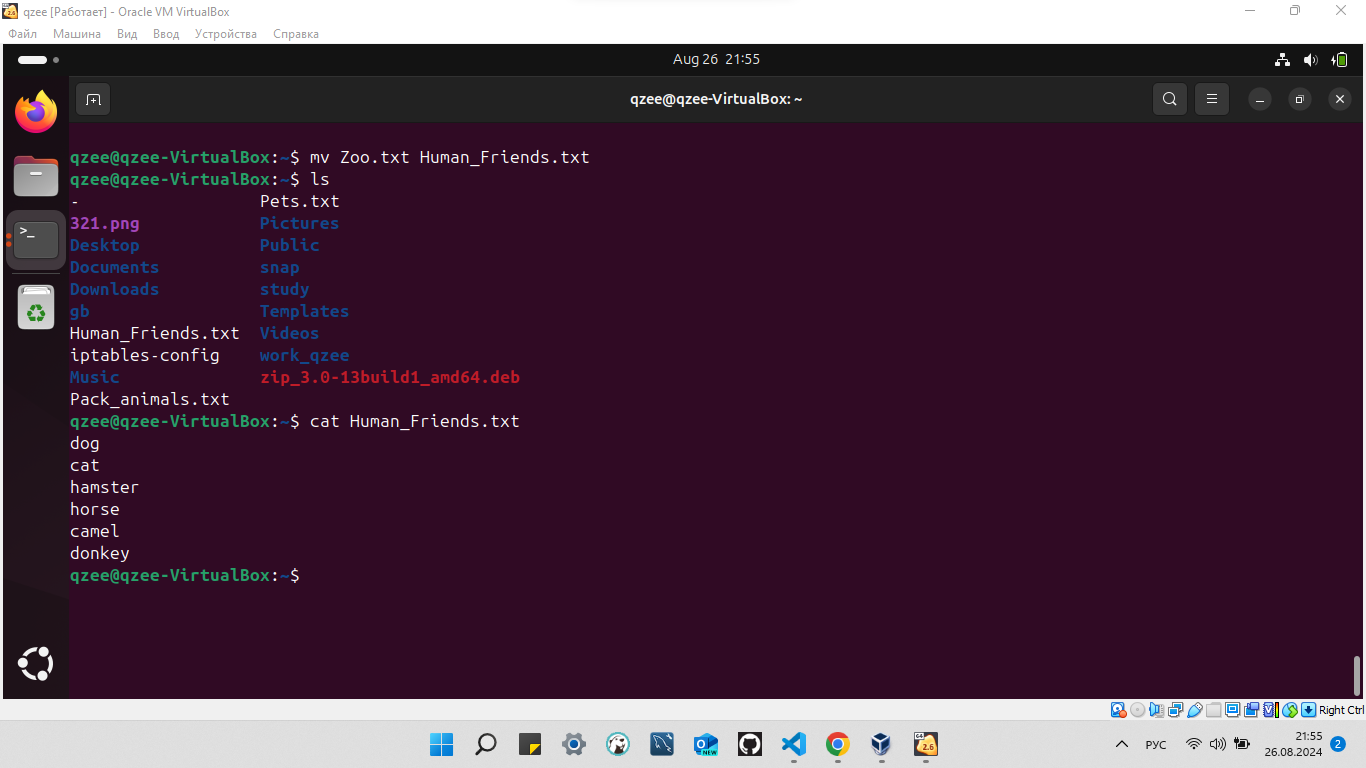 qzee [Работает] - Oracle VM VirtualBox
Файл Машина Вид Ввод Устройства Справка
Aug 26 21:55
qzee@qzee-VirtualBox: ~
qzee@qzee-VirtualBox:~$ mv Zoo.txt Human_Friends.txt
qzee@qzee-VirtualBox:~$ ls
- Pets.txt
321.png Pictures
Desktop Public
Documents snap
Downloads study
gb Templates
Human_Friends.txt Videos
iptables-config work_qzee
Music zip_3.0-13build1_amd64.deb
Pack_animals.txt
qzee@qzee-VirtualBox:~$ cat Human_Friends.txt
dog
cat
hamster
horse
camel
donkey
qzee@qzee-VirtualBox:~$
Right Ctrl
NEW
64
2.6
РУС
21:55
26.08.2024
2